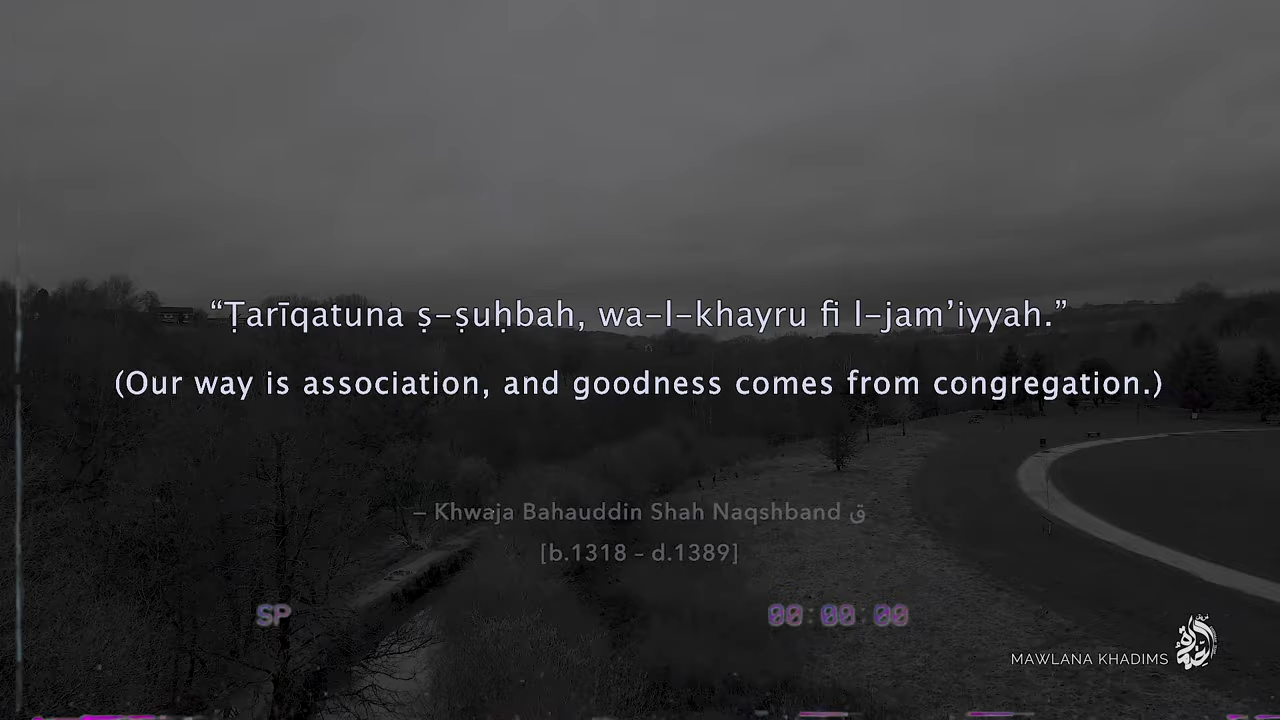 “Ṭarīqatuna ṣ-ṣuḥbah, wa-l-khayru fi l-jam’iyyah.”
(Our way is association, and goodness comes from congregation.)
– Khwaja Bahauddin Shah Naqshband ق
[b.1318 – d.1389]
SP 00:00:00
MAWLANA KHADIMS